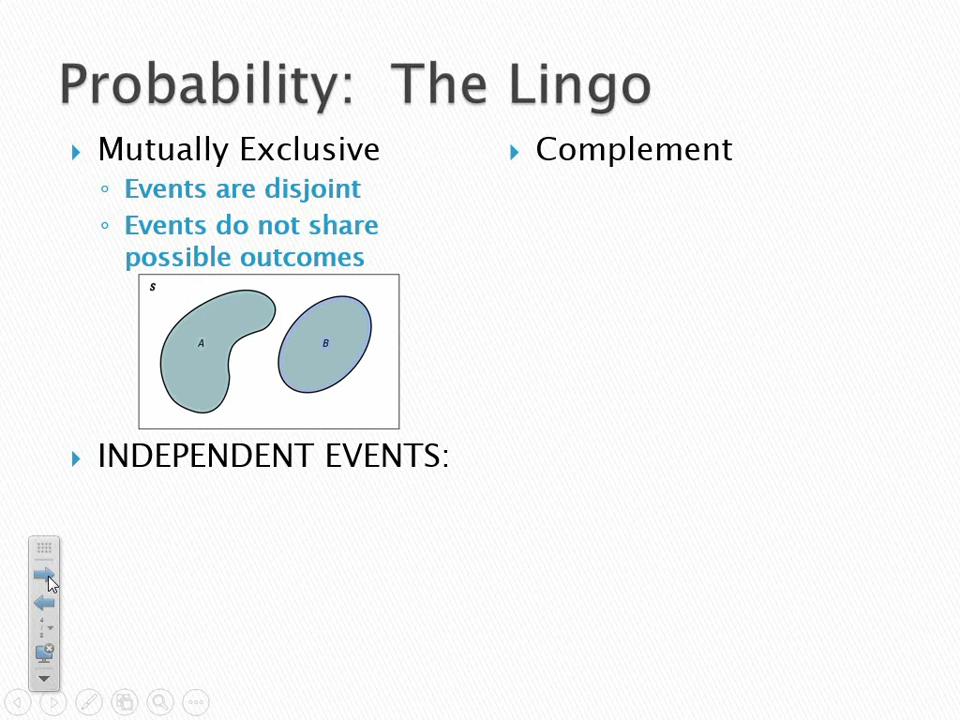 Probability: The Lingo
Mutually Exclusive
Events are disjoint
Events do not share
possible outcomes
S
A
B
INDEPENDENT EVENTS:
Complement